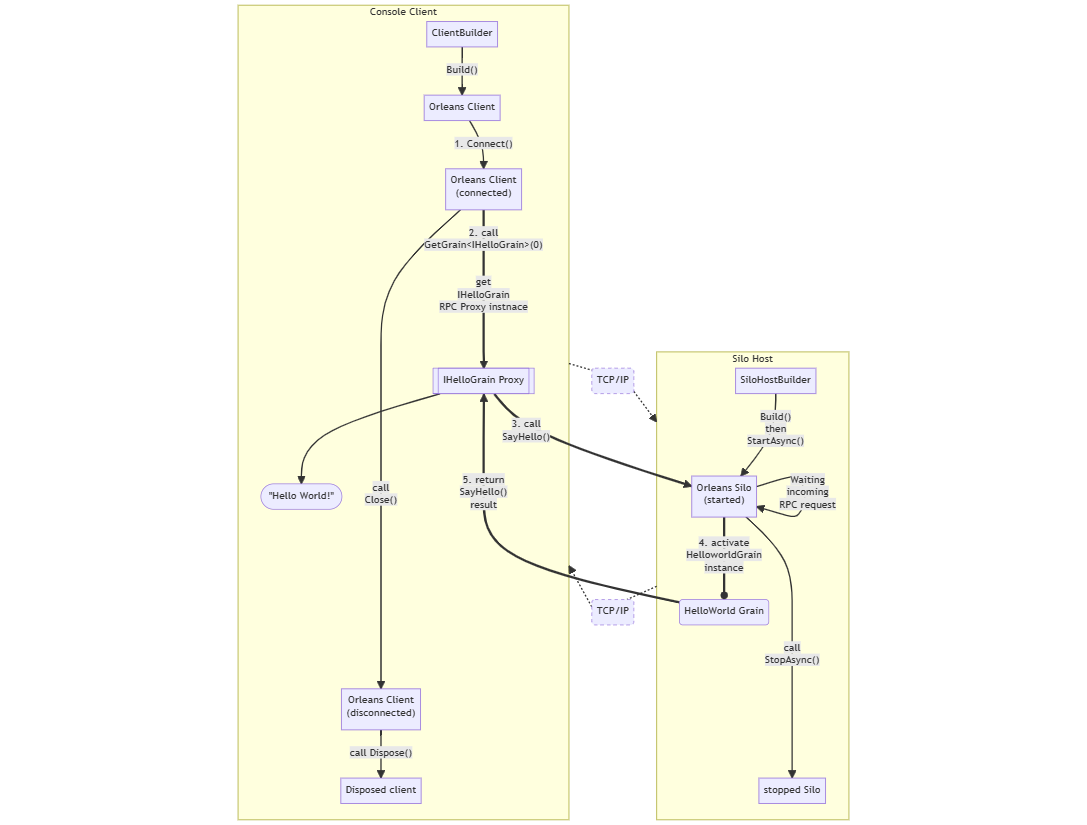 Console Client
ClientBuilder
Build()
Orleans Client
1. Connect()
Orleans Client
(connected)
2. call
GetGrain<IHelloGrain>(0)
get
IHelloGrain
RPC Proxy instnace
IHelloGrain Proxy
3. call
SayHello()
"Hello World!"
call
Close()
5. return
SayHello()
result
Orleans Client
(disconnected)
call Dispose()
Disposed client
TCP/IP
TCP/IP
Silo Host
SiloHostBuilder
Build()
then
StartAsync()
Orleans Silo
(started)
Waiting
incoming
RPC request
4. activate
HelloworldGrain
instance
HelloWorld Grain
call
StopAsync()
stopped Silo